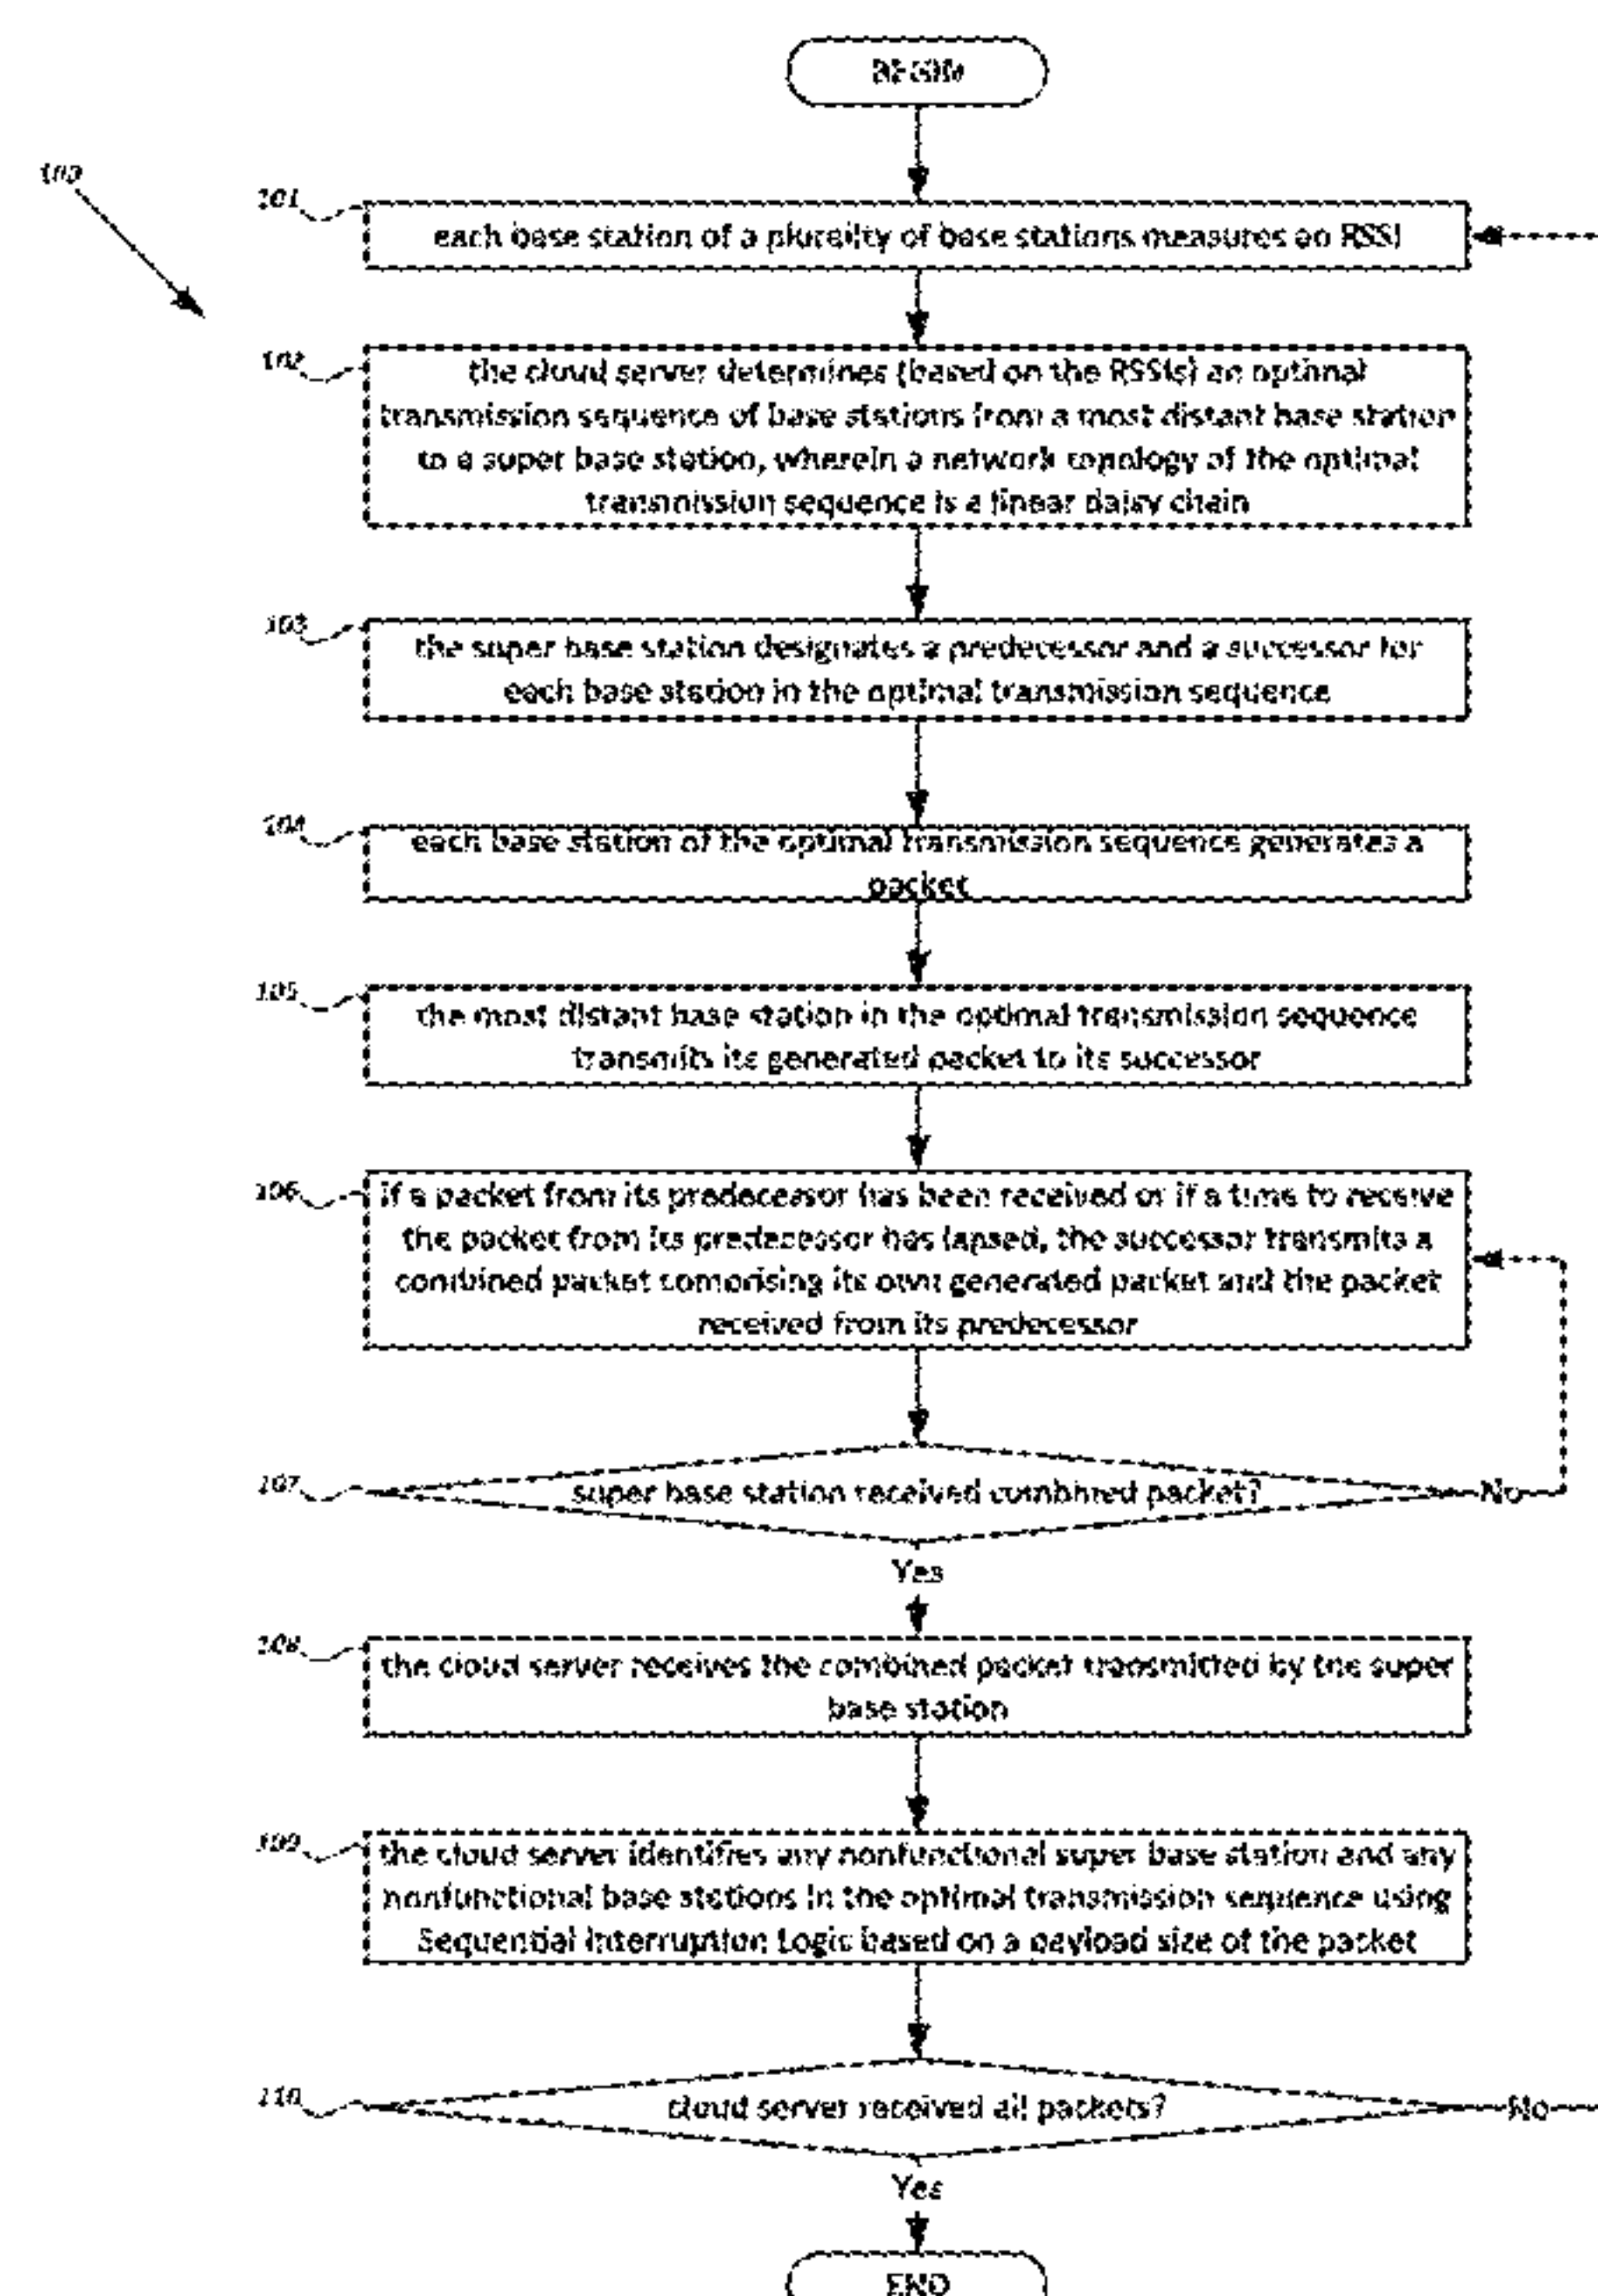 BEGIN
100
101
each base station of a plurality of base stations measures an RSSI
102
the cloud server determines (based on the RSSIs) an optimal
transmission sequence of base stations from a most distant base station
to a super base station, wherein a network topology of the optimal
transmission sequence is a linear daisy chain
103
the super base station designates a predecessor and a successor for
each base station in the optimal transmission sequence
104
each base station of the optimal transmission sequence generates a
packet
105
the most distant base station in the optimal transmission sequence
transmits its generated packet to its successor
106
if a packet from its predecessor has been received or if a time to receive
the packet from its predecessor has lapsed, the successor transmits a
combined packet comprising its own generated packet and the packet
received from its predecessor
107
super base station received combined packet?
No
Yes
108
the cloud server receives the combined packet transmitted by the super
base station
109
the cloud server identifies any nonfunctional super base station and any
nonfunctional base stations in the optimal transmission sequence using
Sequential Interruption Logic based on a payload size of the packet
110
cloud server received all packets?
No
Yes
END